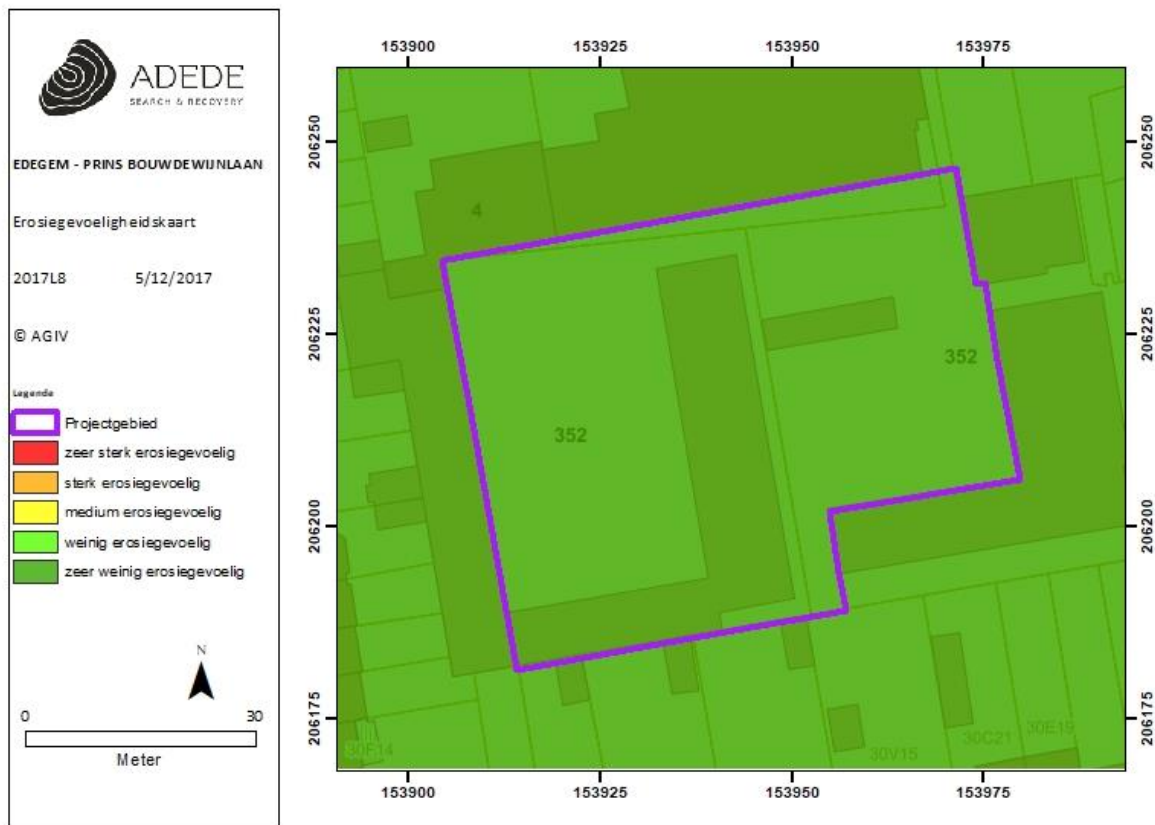 ADEDE
SEARCH & RECOVERY
EDEGEM - PRINS BOUWDEWIJNLAAN
Erosiegevoeligheidskaart
2017L8 5/12/2017
© AGIV
Legende
Projectgebied
zeer sterk erosiegevoelig
sterk erosiegevoelig
medium erosiegevoelig
weinig erosiegevoelig
zeer weinig erosiegevoelig
N
0 30
Meter
153900 153925 153950 153975
206250 206250
206225 206225
206200 206200
206175 206175
4
352
352
30F14
30V15
30C21
30E19
153900 153925 153950 153975